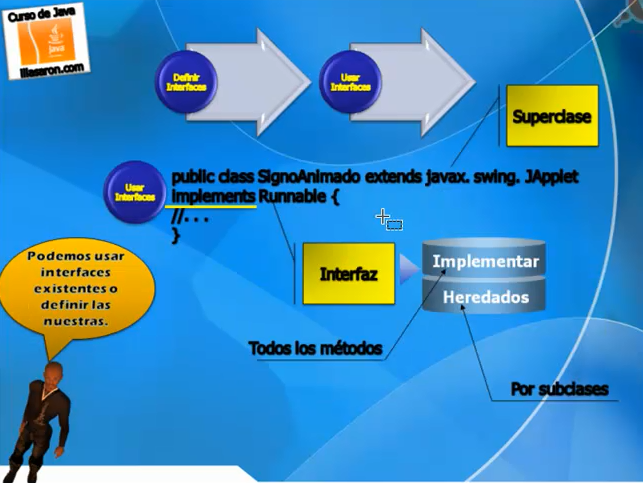 Curso de Java
java
illasaron.com
Definir
Interfaces
Usar
Interfaces
Superclase
Usar
Interfaces
public class SignoAnimado extends javax. swing. JApplet
implements Runnable {
//. . .
}
Podemos usar
interfaces
existentes o
definir las
nuestras.
Interfaz
Implementar
Heredados
Todos los métodos
Por subclases